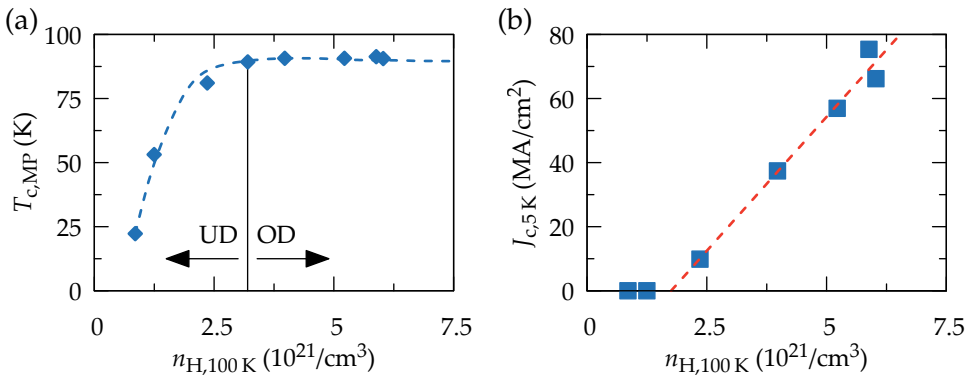 (a)
100
75
50
25
0
T_c,MP (K)
UD
OD
0
2.5
5
7.5
n_H,100 K (10^21/cm^3)
(b)
80
60
40
20
0
J_c,5 K (MA/cm^2)
0
2.5
5
7.5
n_H,100 K (10^21/cm^3)